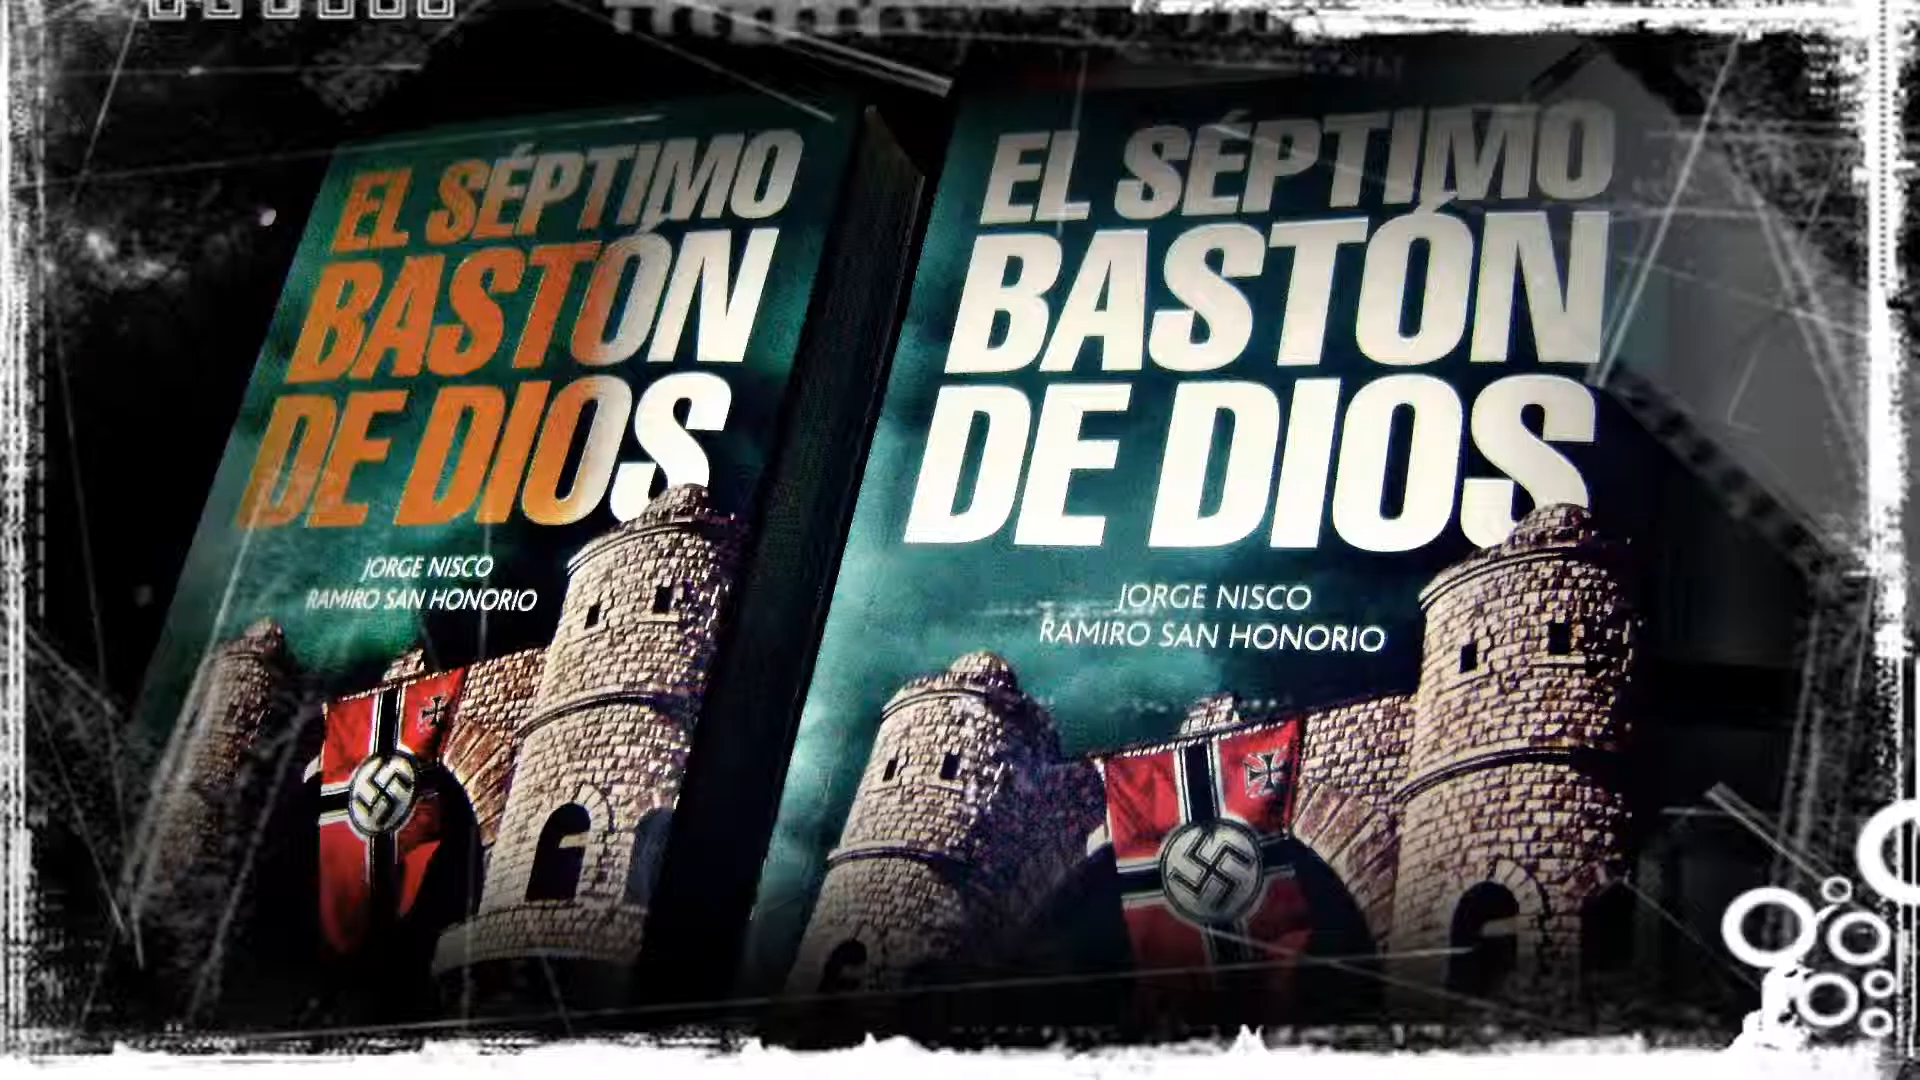 EL SÉPTIMO
BASTÓN
DE DIOS
JORGE NISCO
RAMIRO SAN HONORIO
EL SÉPTIMO
BASTÓN
DE DIOS
JORGE NISCO
RAMIRO SAN HONORIO